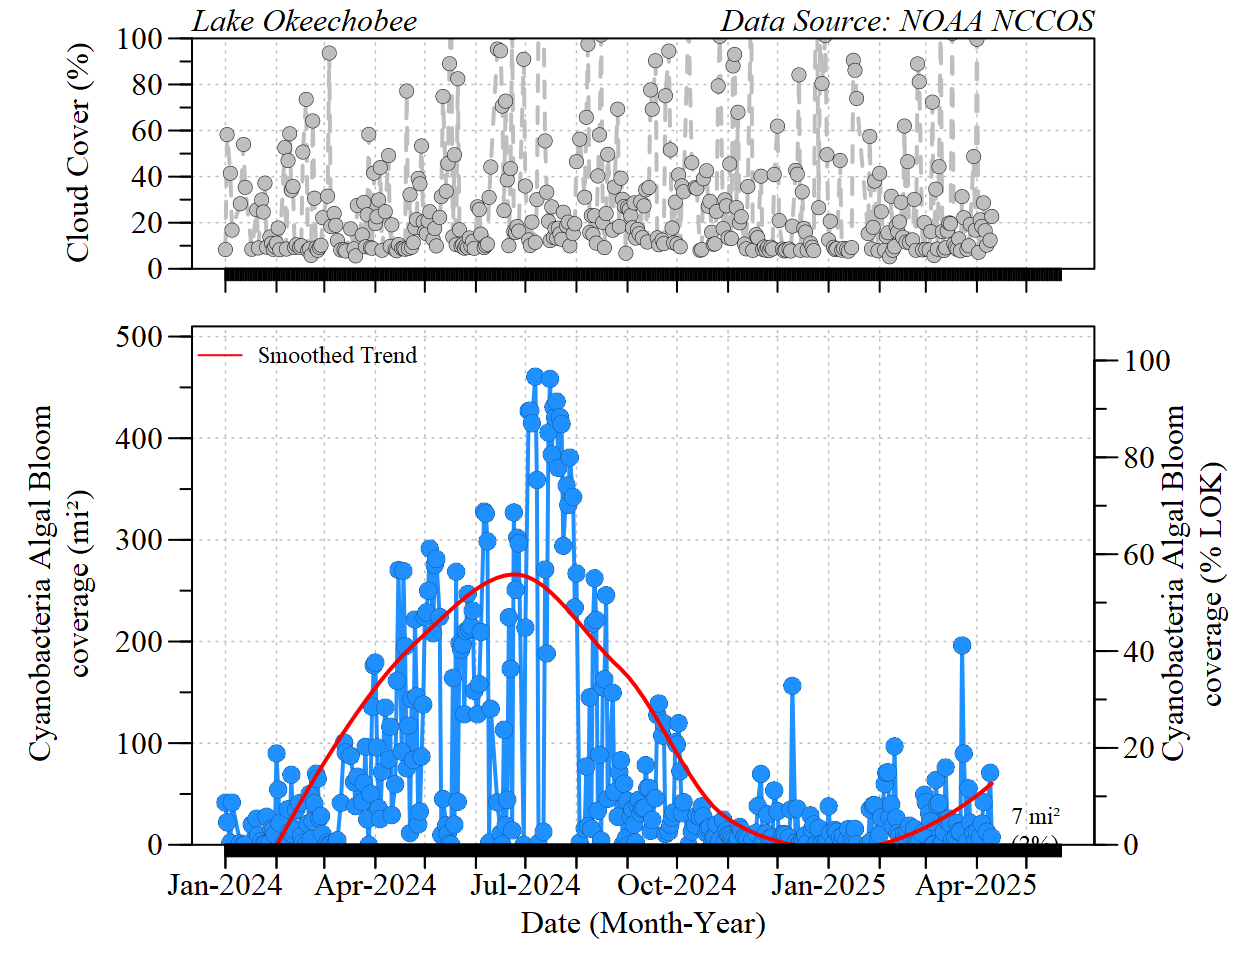 Lake Okeechobee
Data Source: NOAA NCCOS
Cloud Cover (%)
100
80
60
40
20
0
Smoothed Trend
Cyanobacteria Algal Bloom
coverage (mi²)
500
400
300
200
100
0
100
80
60
40
20
0
Cyanobacteria Algal Bloom
coverage (% LOK)
7 mi²
(2%)
Jan-2024
Apr-2024
Jul-2024
Oct-2024
Jan-2025
Apr-2025
Date (Month-Year)